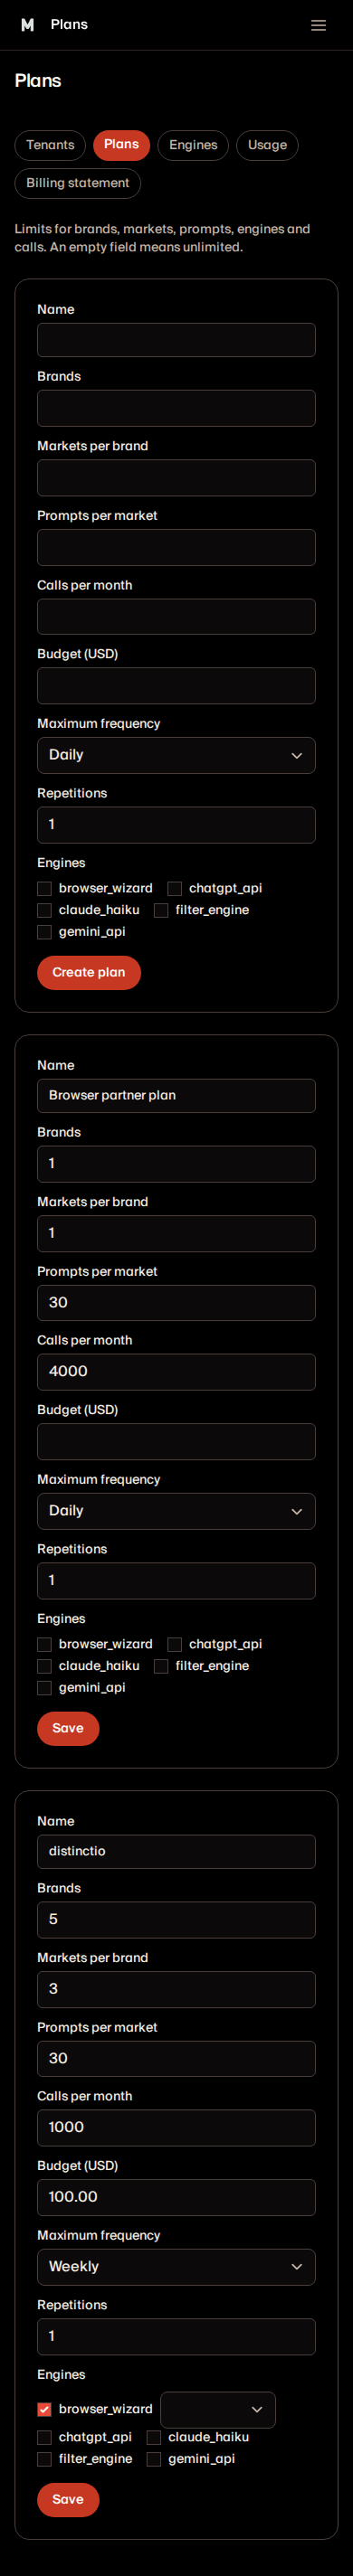 M Plans
Plans
Tenants Plans Engines Usage
Billing statement
Limits for brands, markets, prompts, engines and
calls. An empty field means unlimited.
Name
Brands
Markets per brand
Prompts per market
Calls per month
Budget (USD)
Maximum frequency
Daily
Repetitions
1
Engines
browser_wizard chatgpt_api
claude_haiku filter_engine
gemini_api
Create plan
Name
Browser partner plan
Brands
1
Markets per brand
1
Prompts per market
30
Calls per month
4000
Budget (USD)
Maximum frequency
Daily
Repetitions
1
Engines
browser_wizard chatgpt_api
claude_haiku filter_engine
gemini_api
Save
Name
distinctio
Brands
5
Markets per brand
3
Prompts per market
30
Calls per month
1000
Budget (USD)
100.00
Maximum frequency
Weekly
Repetitions
1
Engines
browser_wizard
chatgpt_api claude_haiku
filter_engine gemini_api
Save